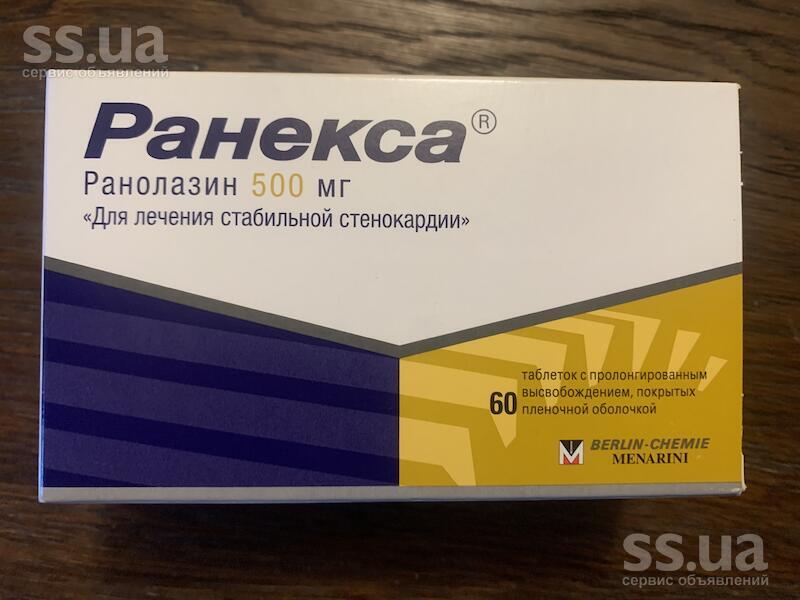 ss.ua
сервис объявлений
Ранекса®
Ранолазин 500 мг
«Для лечения стабильной стенокардии»
60 таблеток с пролонгированным
высвобождением, покрытых
пленочной оболочкой
BERLIN-CHEMIE
MENARINI
ss.ua
сервис объявлений